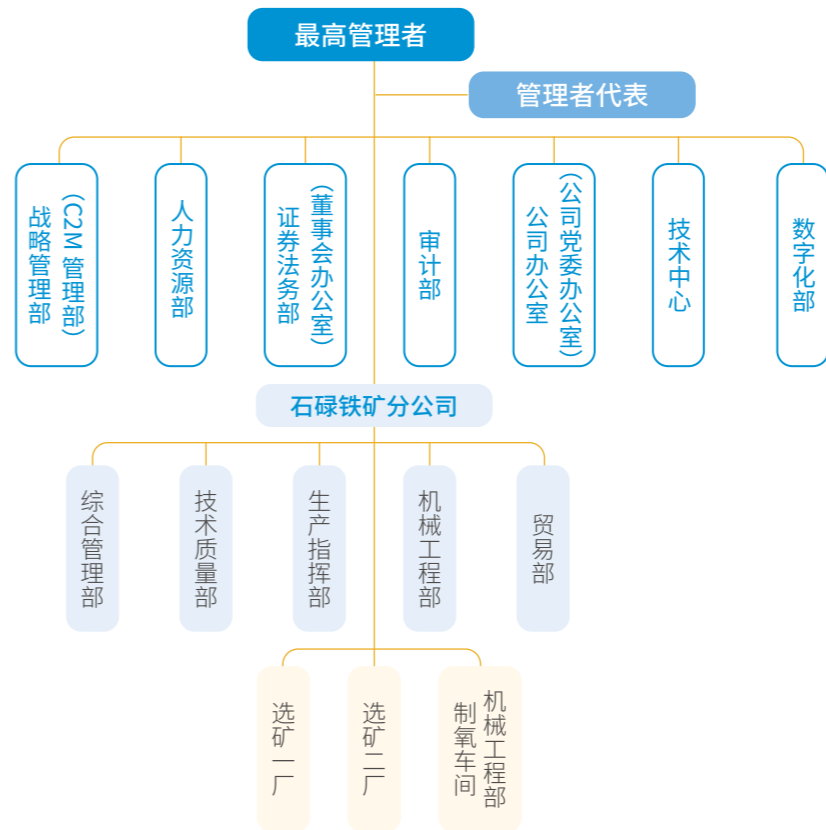 最高管理者
管理者代表
战略管理部
（C2M 管理部）
人力资源部
证券法务部
（董事会办公室）
审计部
公司办公室
（公司党委办公室）
技术中心
数字化部
石碌铁矿分公司
综合管理部
技术质量部
生产指挥部
机械工程部
贸易部
选矿一厂
选矿二厂
机械工程部
制氧车间